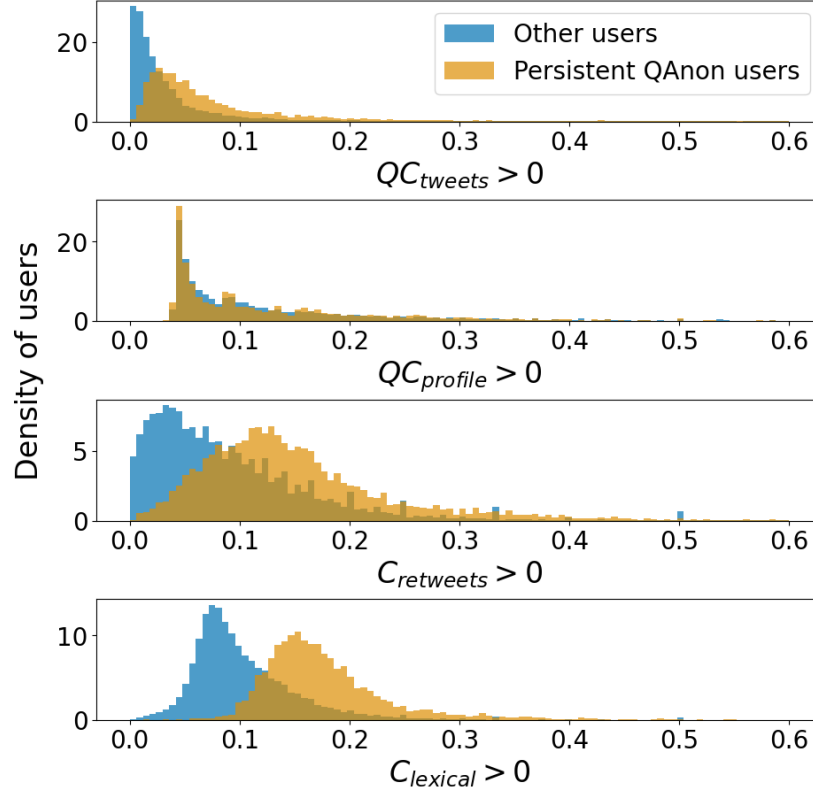 Other users
Persistent QAnon users
20
0
0.0 0.1 0.2 0.3 0.4 0.5 0.6
QC_tweets > 0
20
0
0.0 0.1 0.2 0.3 0.4 0.5 0.6
QC_profile > 0
Density of users
5
0
0.0 0.1 0.2 0.3 0.4 0.5 0.6
C_retweets > 0
10
0
0.0 0.1 0.2 0.3 0.4 0.5 0.6
C_lexical > 0